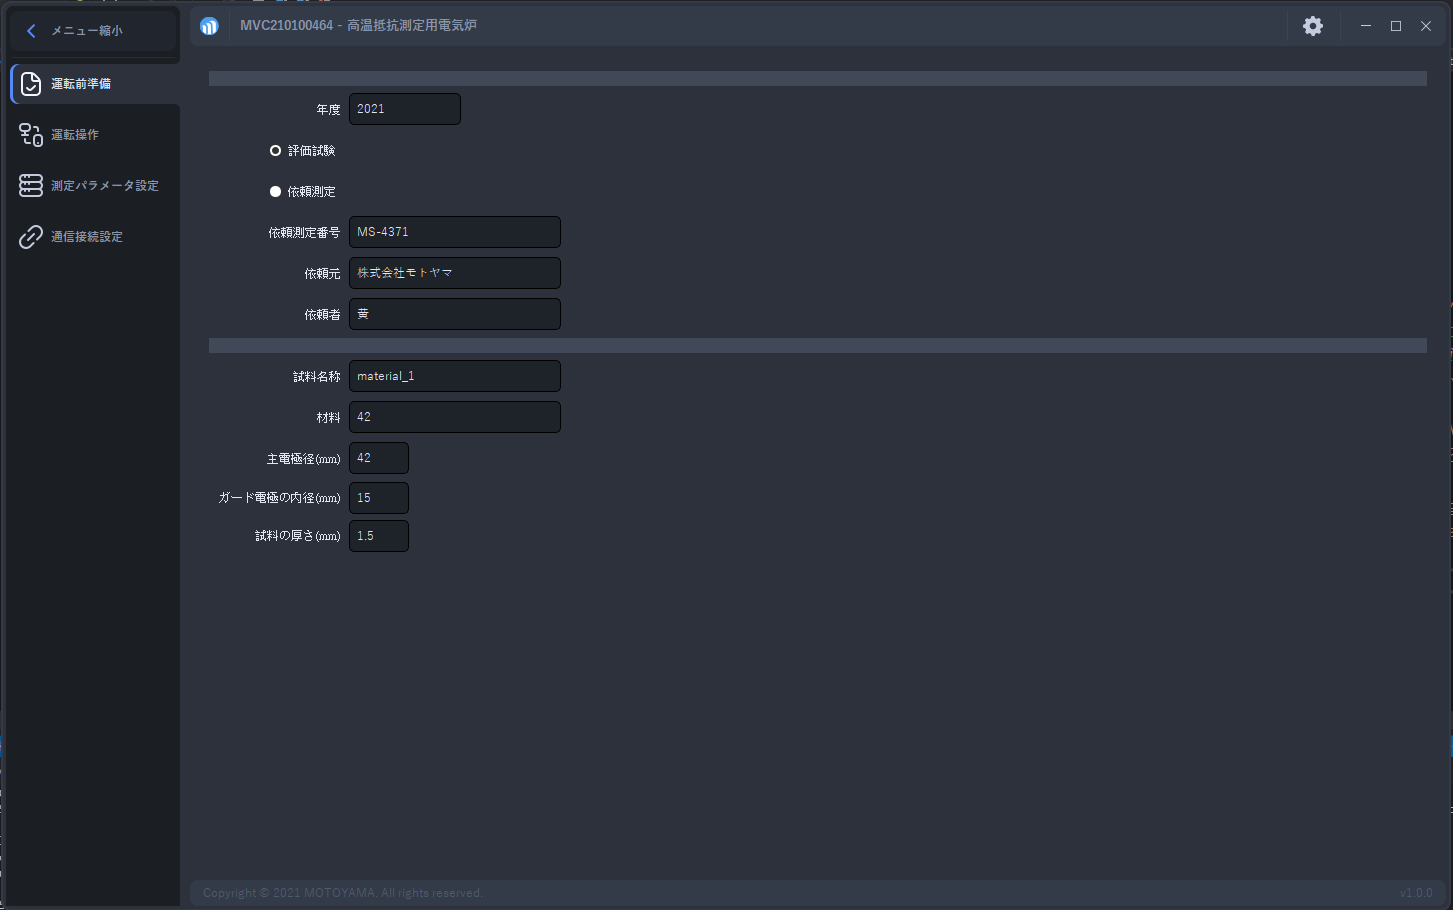 メニュー縮小
MVC210100464 - 高温抵抗測定用電気炉
運転前準備
運転操作
測定パラメータ設定
通信接続設定
年度 2021
評価試験
依頼測定
依頼測定番号 MS-4371
依頼元 株式会社モトヤマ
依頼者 黄
試料名称 material_1
材料 42
主電極径(mm) 42
ガード電極の内径(mm) 15
試料の厚さ(mm) 1.5
Copyright © 2021 MOTOYAMA. All rights reserved.
v1.0.0